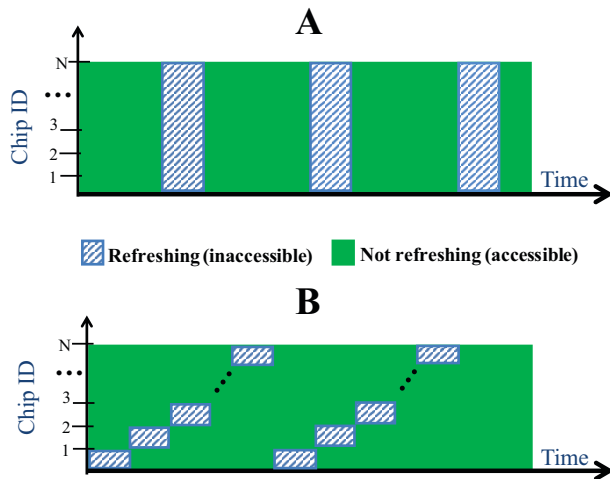 A
N
•••
3
2
1
Chip ID
Time
Refreshing (inaccessible)
Not refreshing (accessible)
B
N
•••
3
2
1
Chip ID
Time